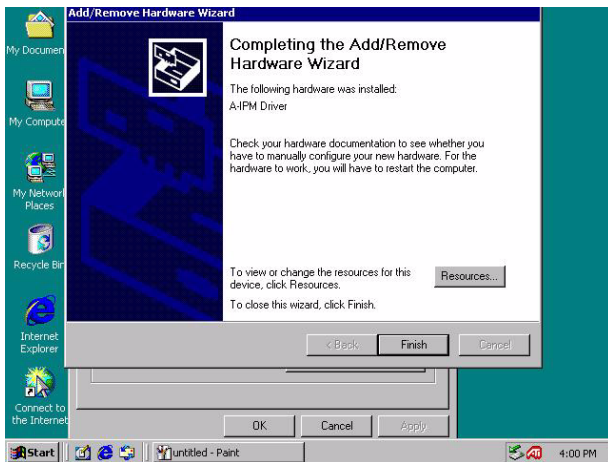 Add/Remove Hardware Wizard
My Documen
My Compute
My Networl
Places
Recycle Bin
Internet
Explorer
Connect to
the Internet
Completing the Add/Remove
Hardware Wizard
The following hardware was installed:
A-IPM Driver
Check your hardware documentation to see whether you
have to manually configure your new hardware. For the
hardware to work, you will have to restart the computer.
To view or change the resources for this
device, click Resources.
Resources...
To close this wizard, click Finish.
< Back
Finish
Cancel
OK
Cancel
Apply
Start
untitled - Paint
4:00 PM